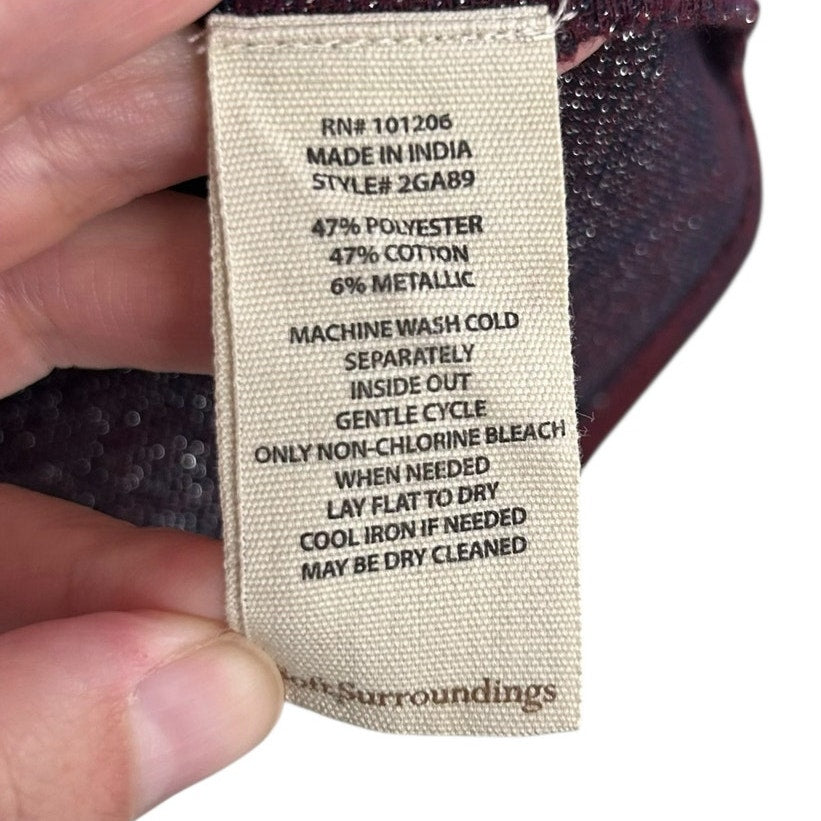 RN# 101206
MADE IN INDIA
STYLE# 2GA89
47% POLYESTER
47% COTTON
6% METALLIC
MACHINE WASH COLD
SEPARATELY
INSIDE OUT
GENTLE CYCLE
ONLY NON-CHLORINE BLEACH
WHEN NEEDED
LAY FLAT TO DRY
COOL IRON IF NEEDED
MAY BE DRY CLEANED
Soft Surroundings